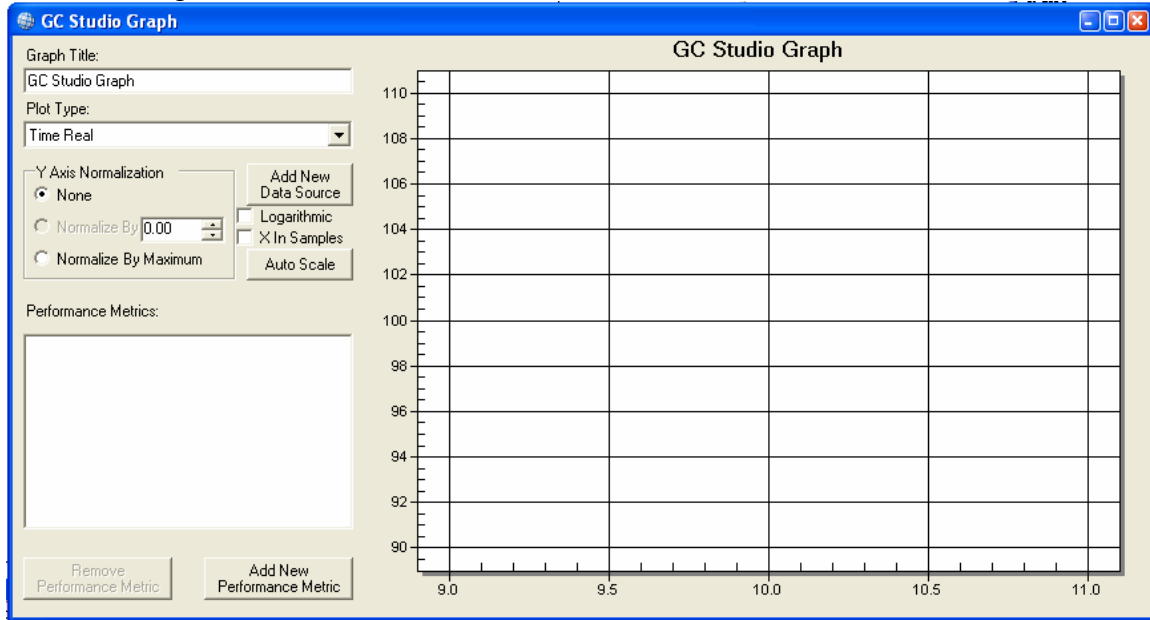 GC Studio Graph
Graph Title:
GC Studio Graph
Plot Type:
Time Real
Y Axis Normalization
None
Normalize By 0.00
Normalize By Maximum
Add New
Data Source
Logarithmic
X In Samples
Auto Scale
Performance Metrics:
Remove
Performance Metric
Add New
Performance Metric
GC Studio Graph
110
108
106
104
102
100
98
96
94
92
90
9.0 9.5 10.0 10.5 11.0